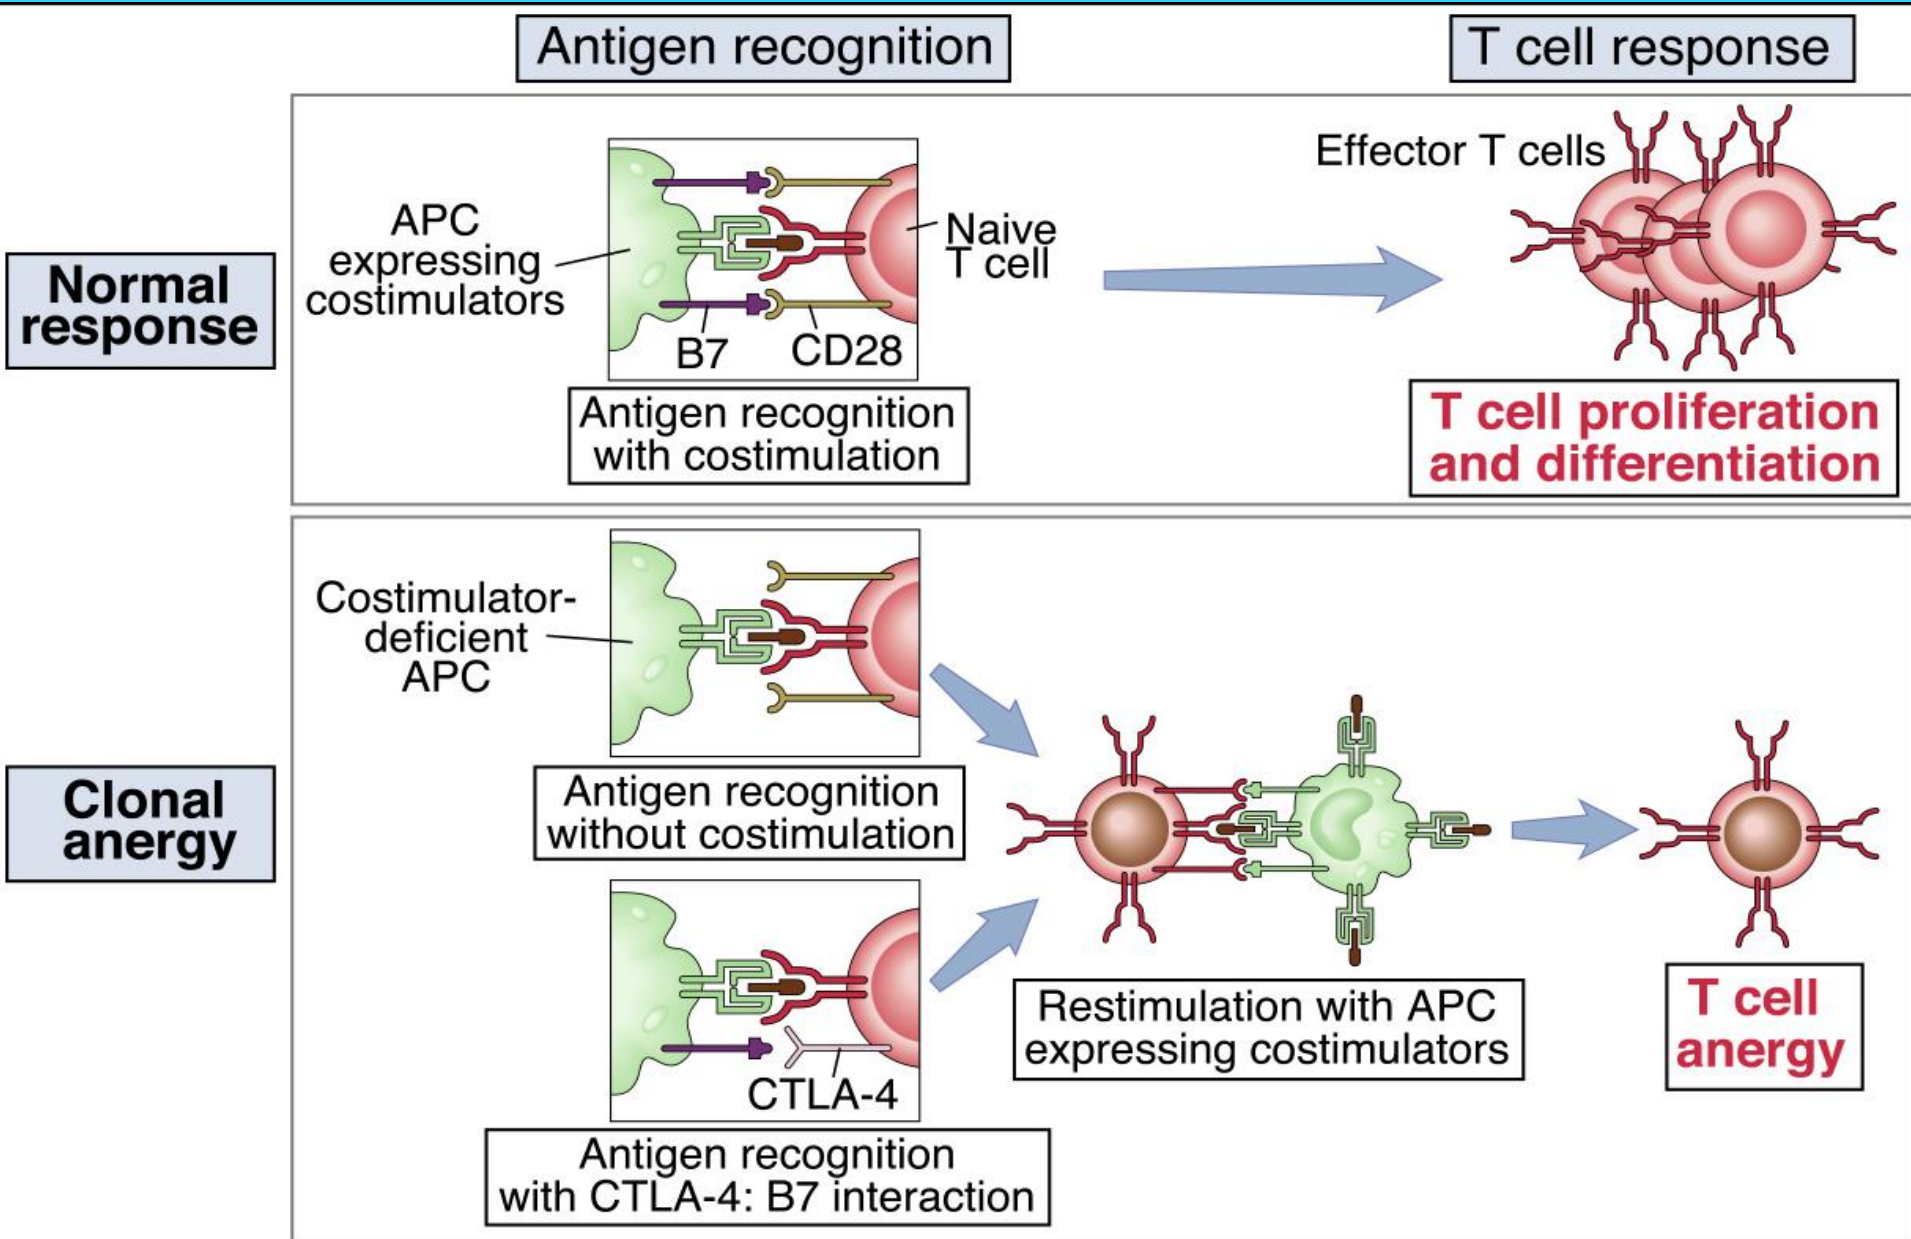 Antigen recognition
T cell response
Normal
response
APC
expressing
costimulators
B7
CD28
Naive
T cell
Antigen recognition
with costimulation
Effector T cells
T cell proliferation
and differentiation
Clonal
anergy
Costimulator-
deficient
APC
Antigen recognition
without costimulation
CTLA-4
Antigen recognition
with CTLA-4: B7 interaction
Restimulation with APC
expressing costimulators
T cell
anergy